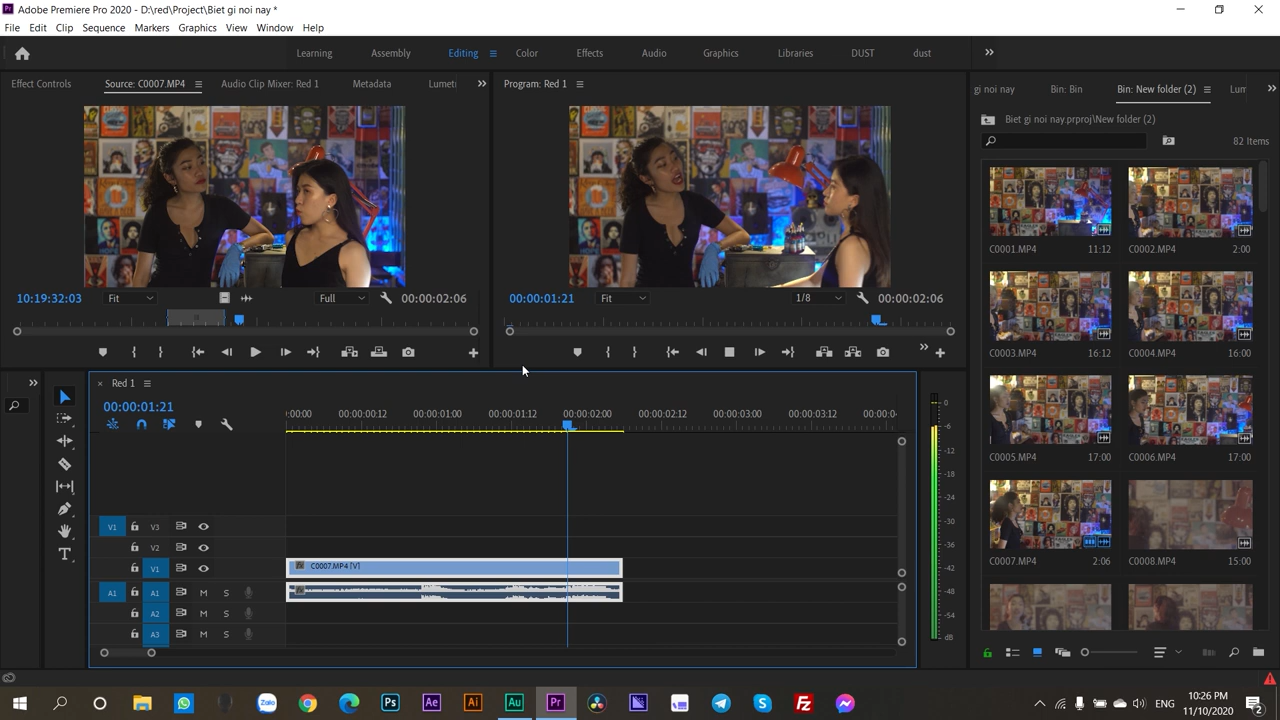 Adobe Premiere Pro 2020 - D:\red\Project\Biet gi noi nay *
File Edit Clip Sequence Markers Graphics View Window Help
Learning Assembly Editing Color Effects Audio Graphics Libraries DUST dust
Effect Controls Source: C0007.MP4 Audio Clip Mixer: Red 1 Metadata Lumet
Program: Red 1
gi noi nay Bin: Bin Bin: New folder (2) Lum
Biet gi noi nay.prproj\New folder (2)
82 Items
C0001.MP4 11:12 C0002.MP4 2:00
10:19:32:03 Fit Full 00:00:02:06
00:00:01:21 Fit 1/8 00:00:02:06
C0003.MP4 16:12 C0004.MP4 16:00
Red 1
00:00:01:21
:00:00 00:00:00:12 00:00:01:00 00:00:01:12 00:00:02:00 00:00:02:12 00:00:03:00 00:00:03:12 00:00:0
C0005.MP4 17:00 C0006.MP4 17:00
V1 V3
V2
V1 C0007.MP4 [V]
A1 A1 M S
A2 M S
A3 M S
0
-6
-12
-18
-24
-30
-36
-42
-48
-54
dB
C0007.MP4 2:06 C0008.MP4 15:00
Zalo Ps Ae Ai Au Pr
10:26 PM
11/10/2020
2